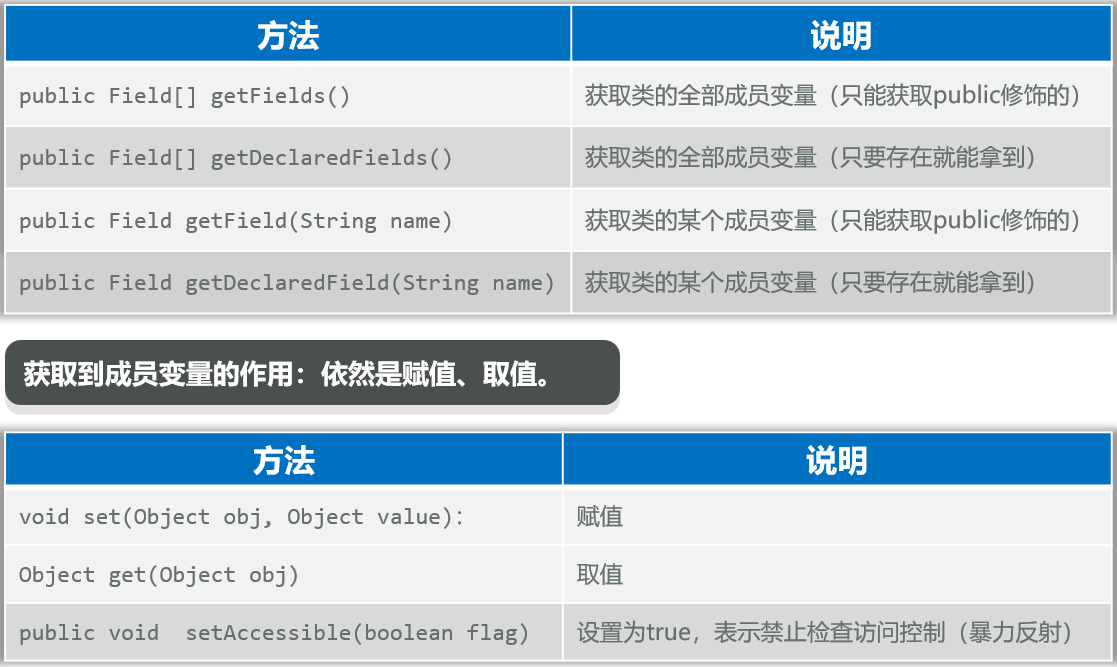 方法 说明
public Field[] getFields() 获取类的全部成员变量（只能获取public修饰的）
public Field[] getDeclaredFields() 获取类的全部成员变量（只要存在就能拿到）
public Field getField(String name) 获取类的某个成员变量（只能获取public修饰的）
public Field getDeclaredField(String name) 获取类的某个成员变量（只要存在就能拿到）
获取到成员变量的作用：依然是赋值、取值。
方法 说明
void set(Object obj, Object value)： 赋值
Object get(Object obj) 取值
public void  setAccessible(boolean flag) 设置为true，表示禁止检查访问控制（暴力反射）